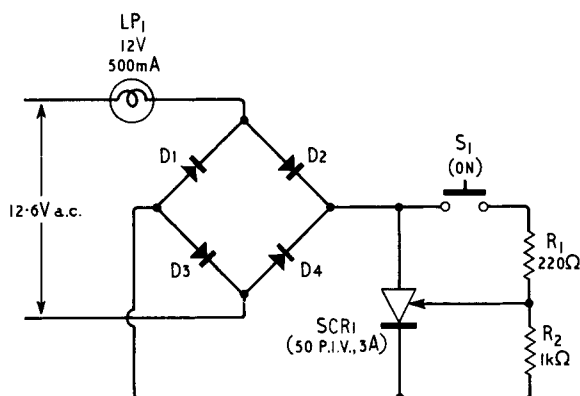 LP1
12V
500mA
D1
D2
S1
(ON)
12·6V a.c.
R1
220Ω
D3
D4
SCR1
(50 P.I.V., 3A)
R2
1kΩ